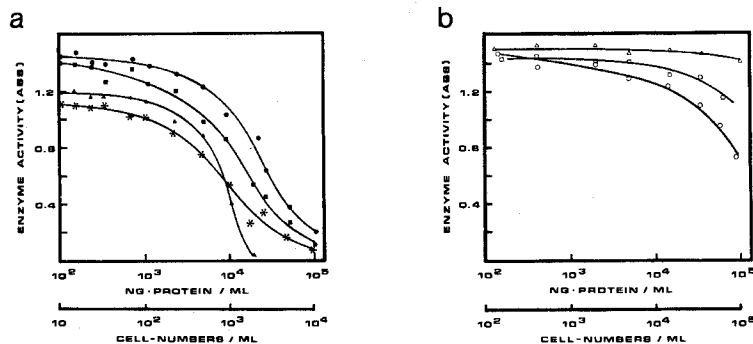 a
b
ENZYME ACTIVITY [ABS]
1.2
0.8
0.4
10² 10³ 10⁴ 10⁵
NG·PROTEIN / ML
10 10² 10³ 10⁴
CELL-NUMBERS / ML
ENZYME ACTIVITY [ABS]
1.2
0.8
0.4
10² 10³ 10⁴ 10⁵
NG·PROTEIN / ML
10² 10³ 10⁴ 10⁵
CELL-NUMBERS / ML